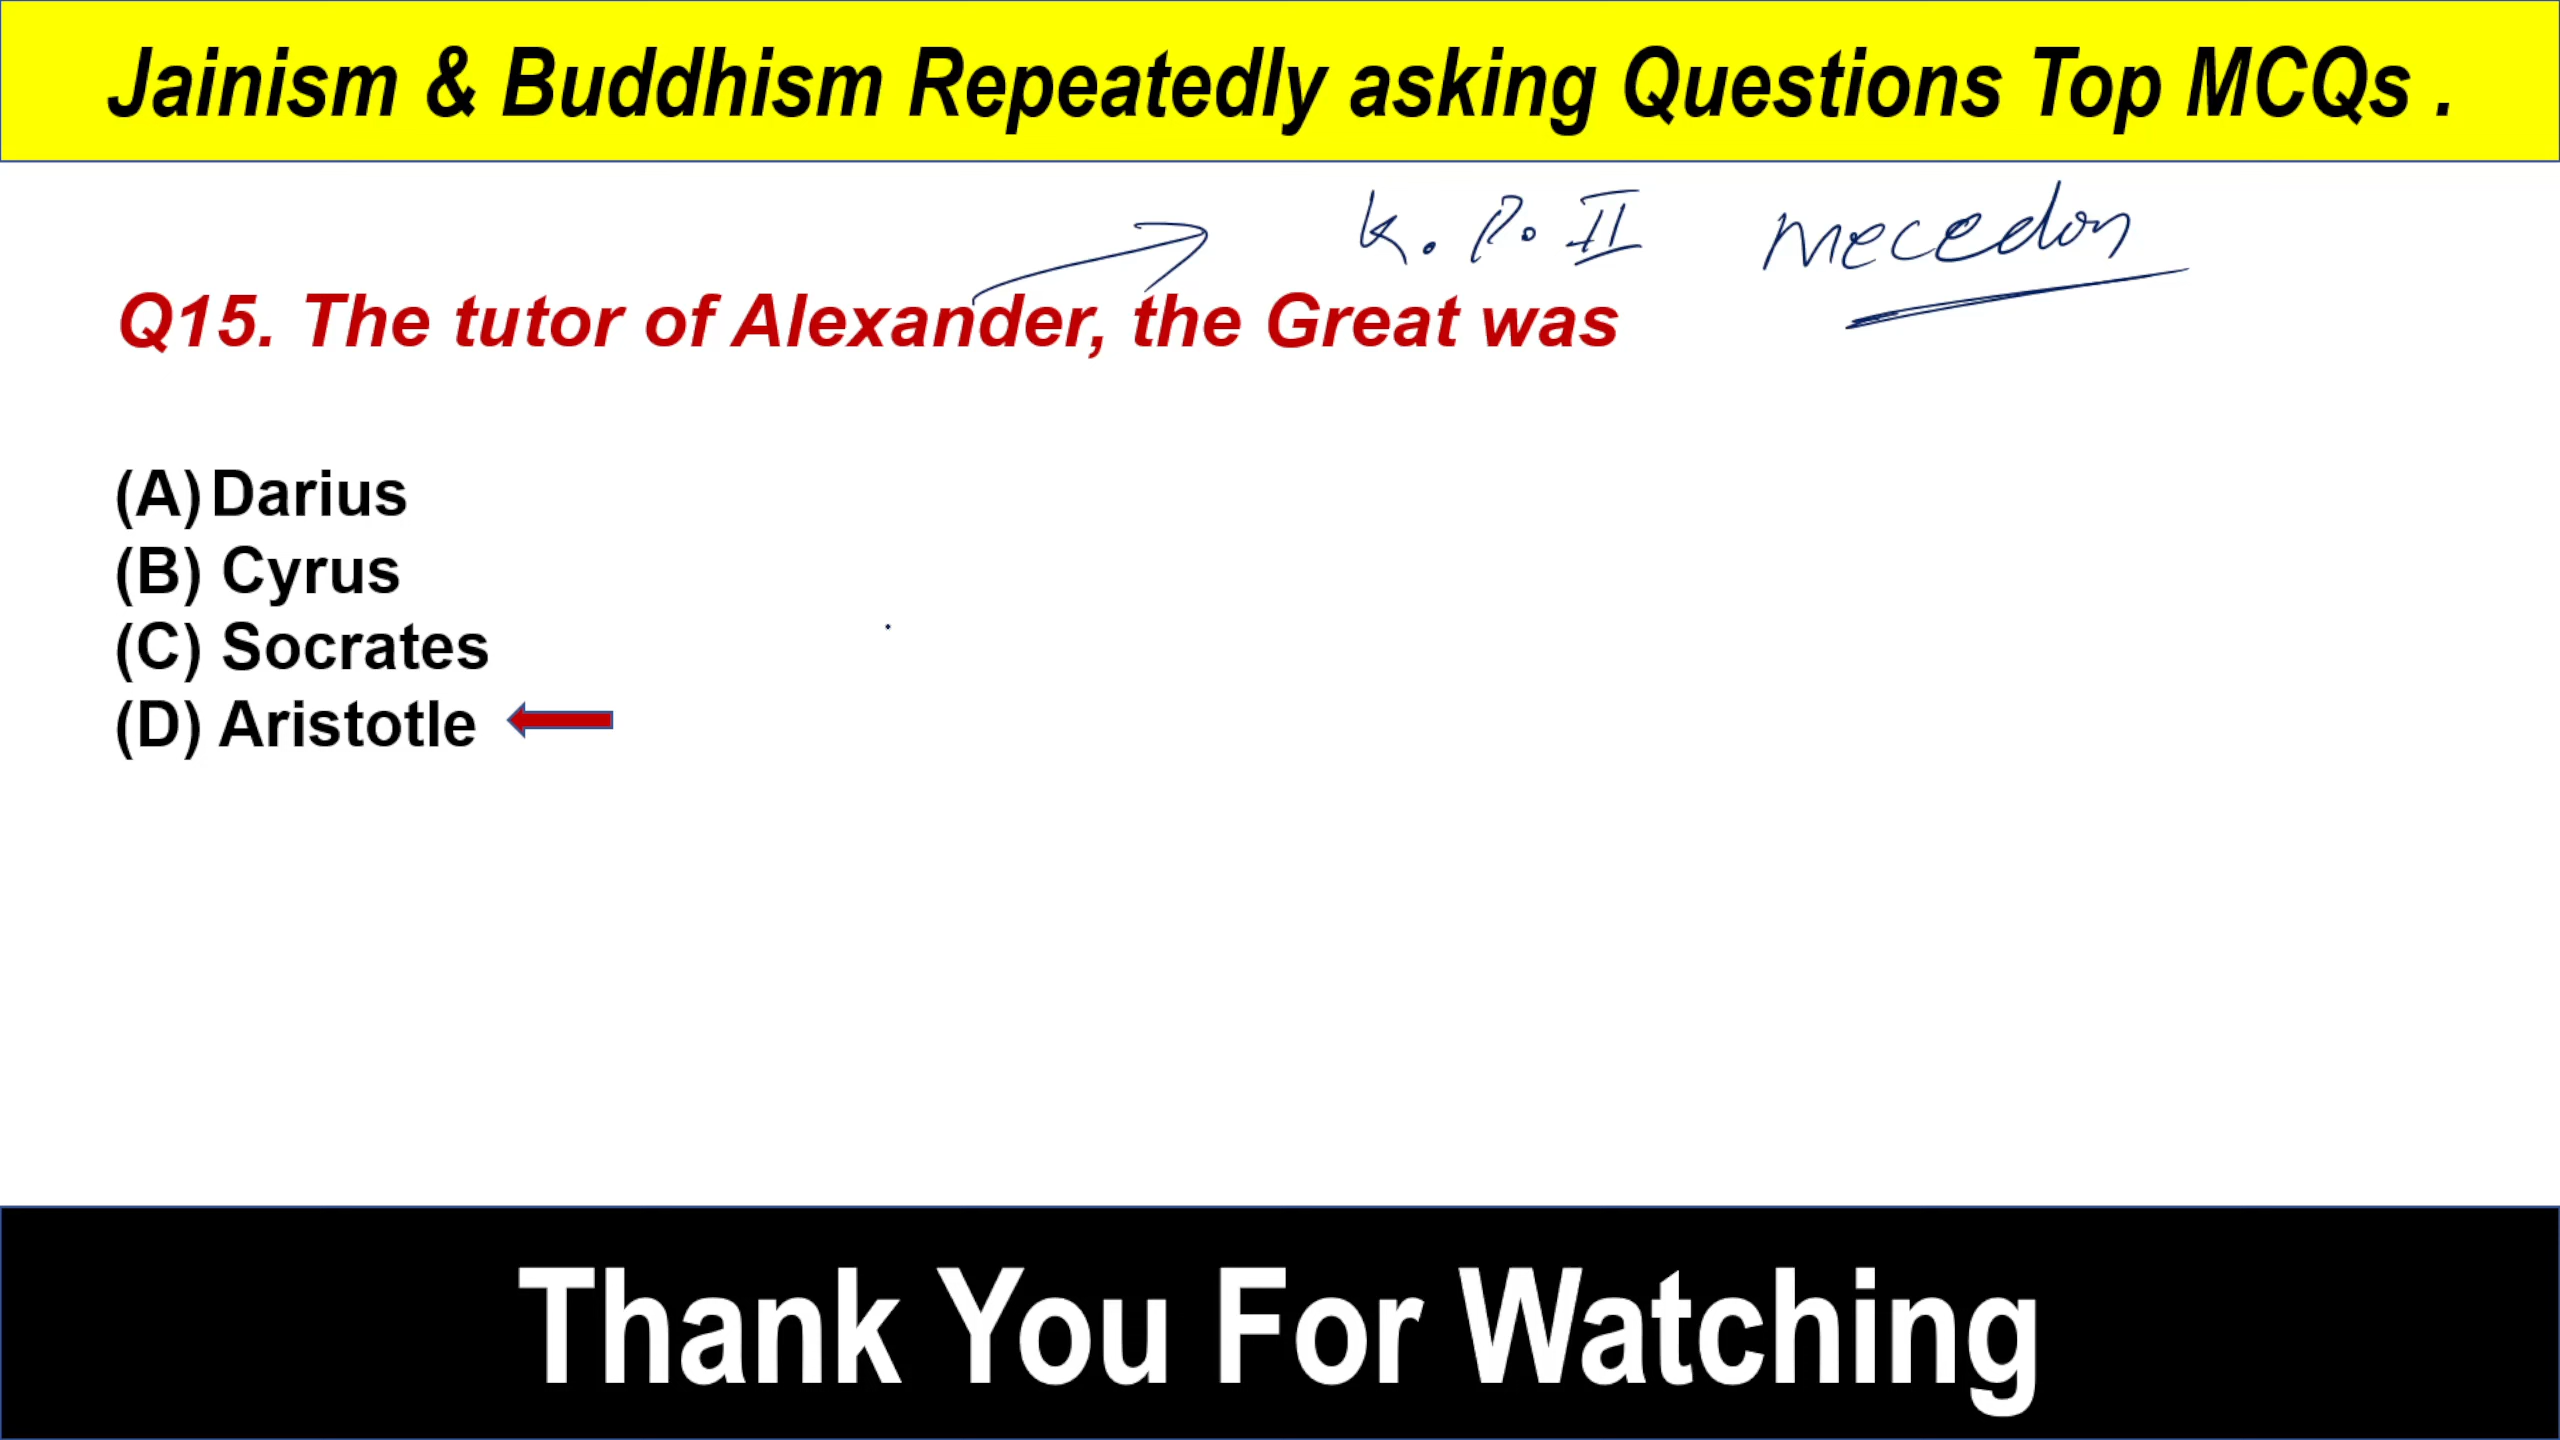 Jainism & Buddhism Repeatedly asking Questions Top MCQs .
K. P. II Mecedon
Q15. The tutor of Alexander, the Great was
(A) Darius
(B) Cyrus
(C) Socrates
(D) Aristotle
Thank You For Watching